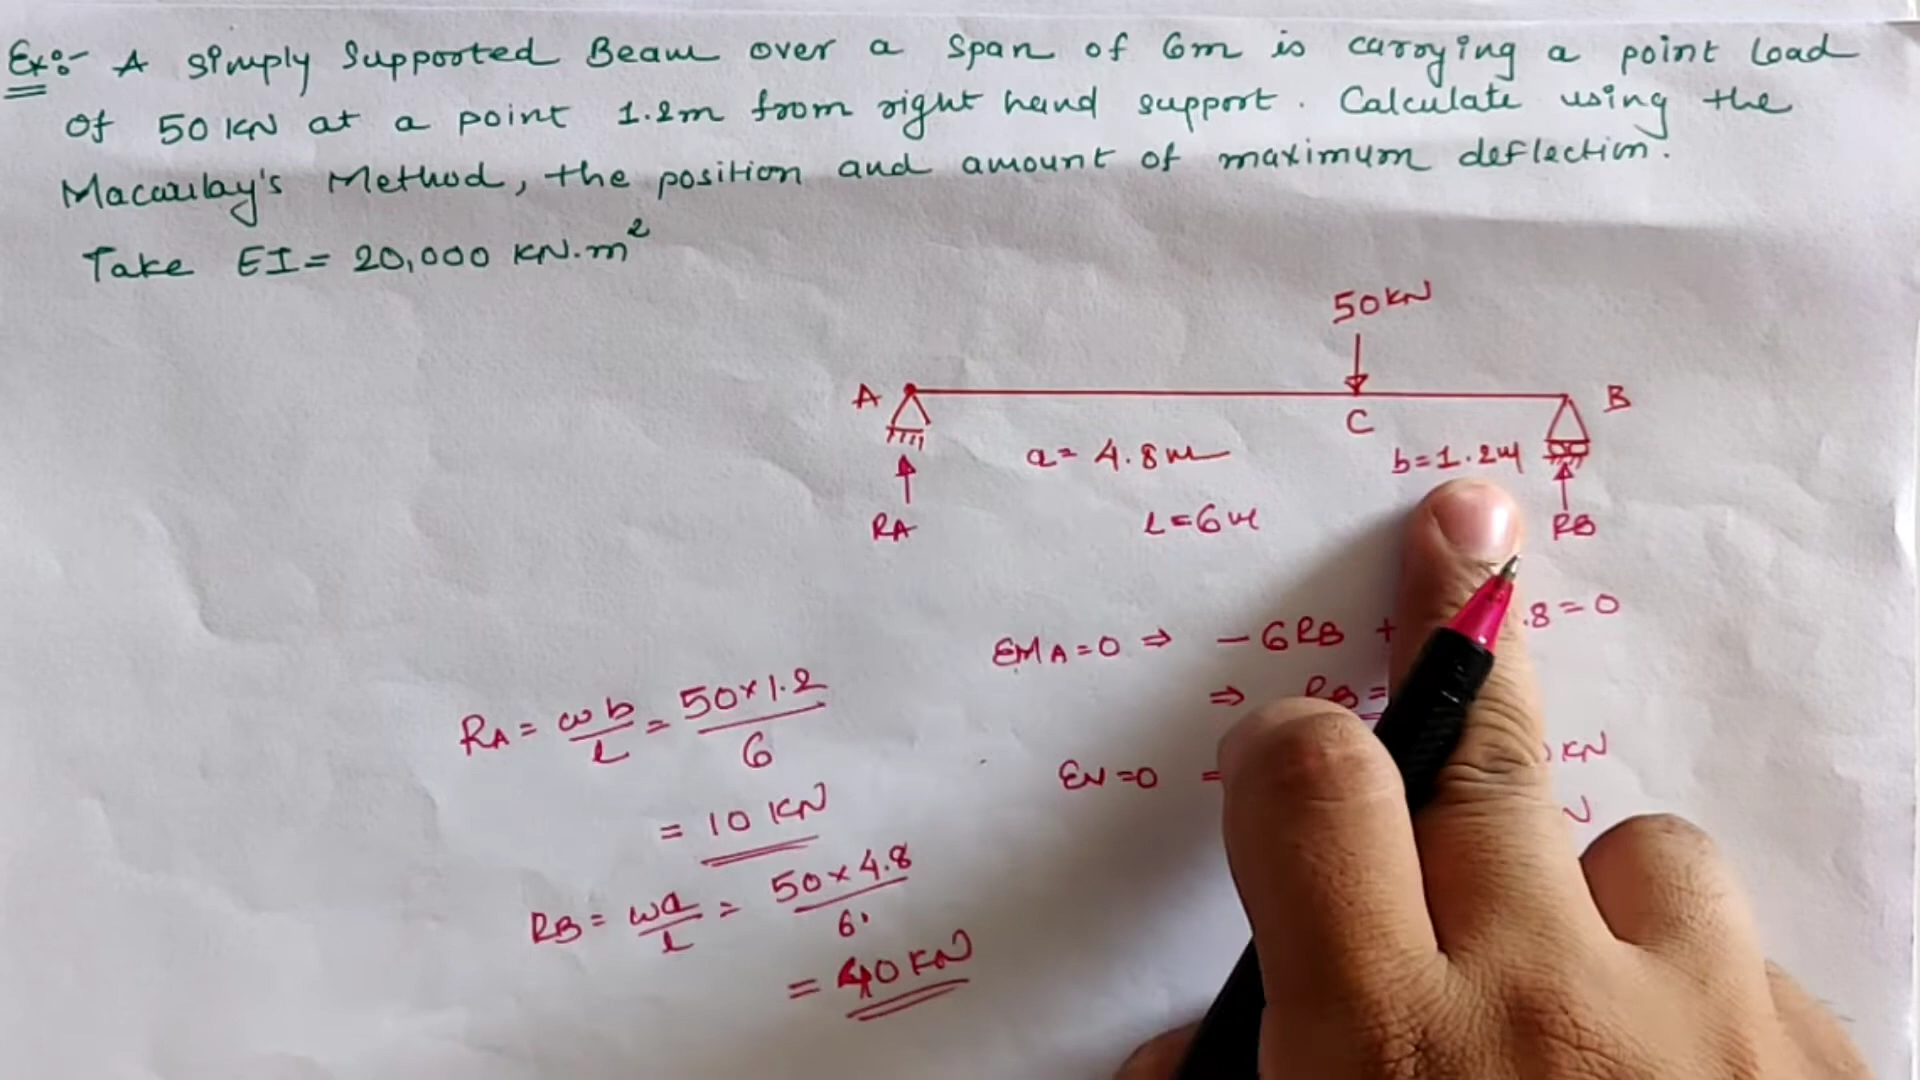 Ex:- A simply Supported Beam over a span of 6m is carrying a point load
of 50 KN at a point 1.2m from right hand support. Calculate using the
Macaulay's Method, the position and amount of maximum deflection.
Take EI = 20,000 KN.m²
50KN
A
B
C
a= 4.8m
b=1.2m
RA
L=6m
RB
ΣMA=0 ⇒ -6RB +
.8=0
⇒ RB=
ΣV=0 =
KN
N
RA = wb/l = 50×1.2/6
= 10 KN
RB = wa/l = 50×4.8/6
= 40KN